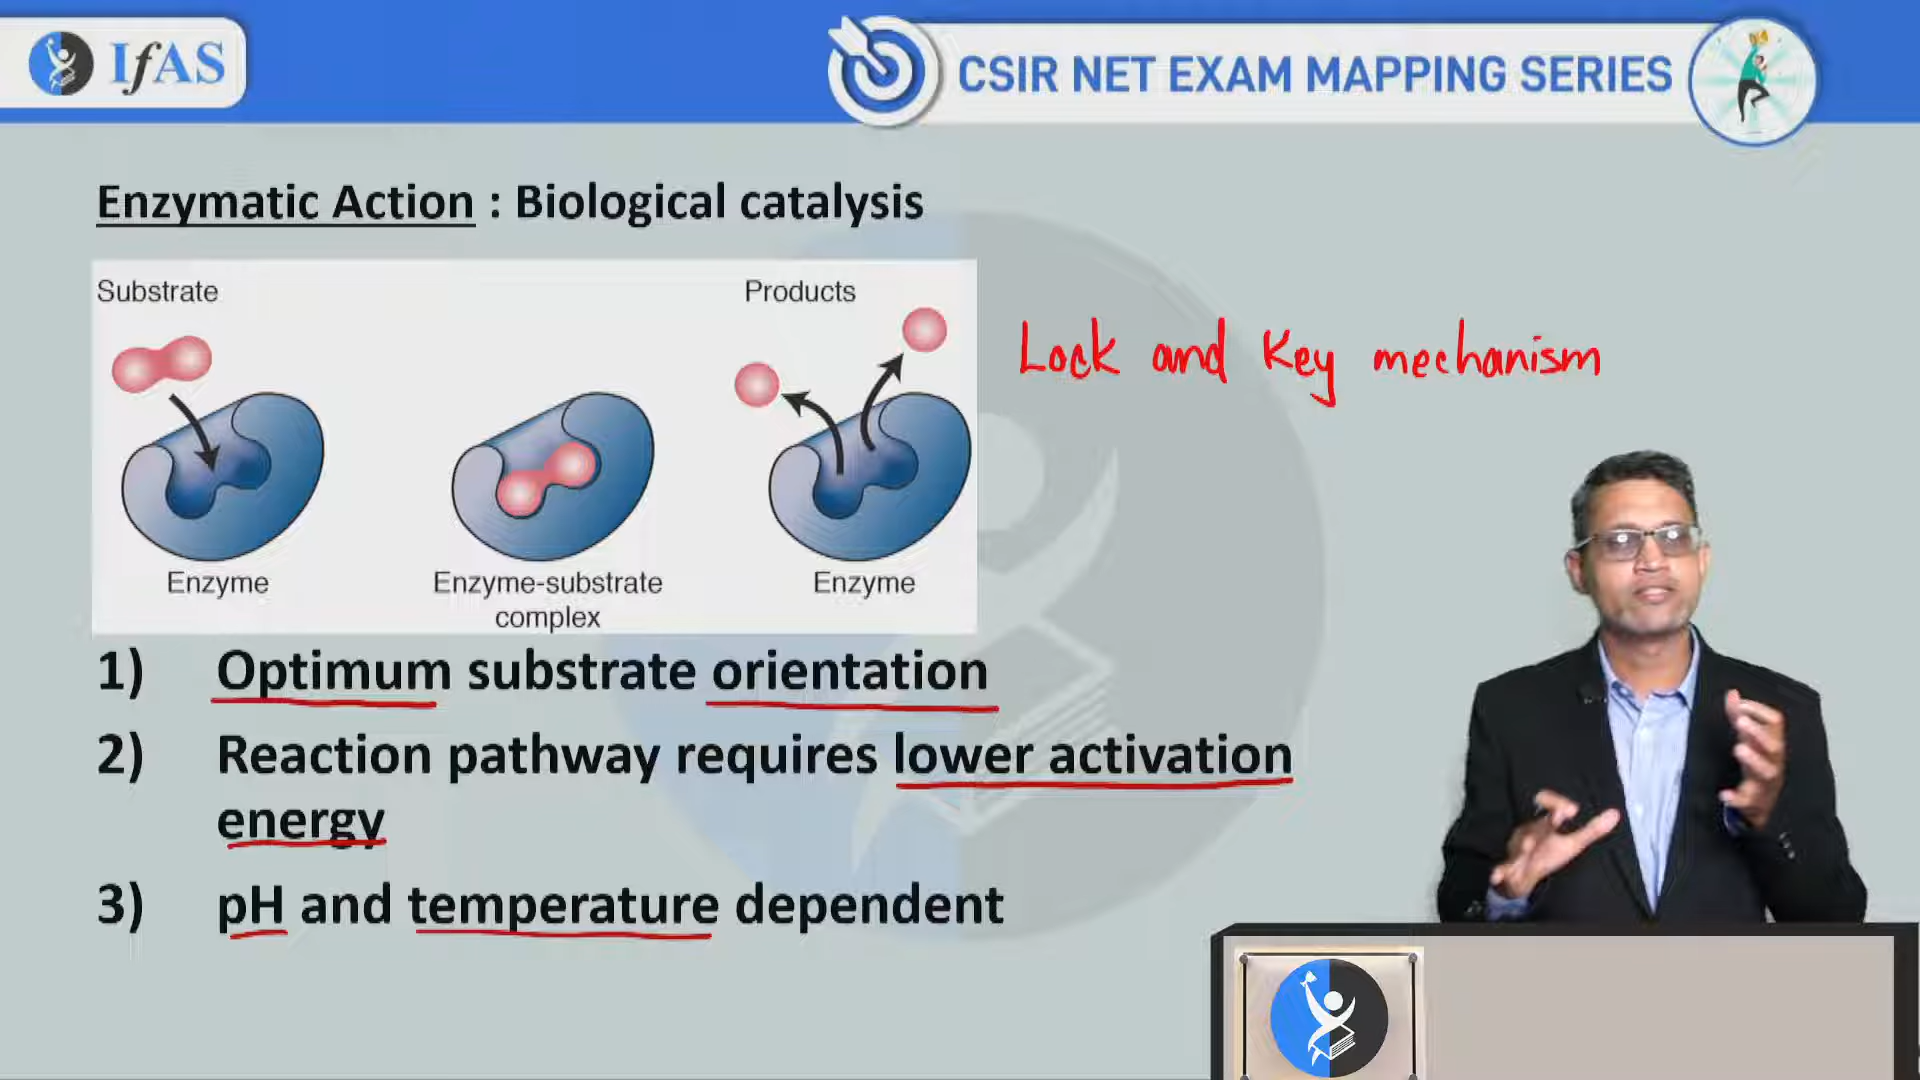 IfAS
CSIR NET EXAM MAPPING SERIES
Enzymatic Action : Biological catalysis
Substrate
Products
Lock and Key mechanism
Enzyme
Enzyme-substrate
complex
Enzyme
1) Optimum substrate orientation
2) Reaction pathway requires lower activation
energy
3) pH and temperature dependent